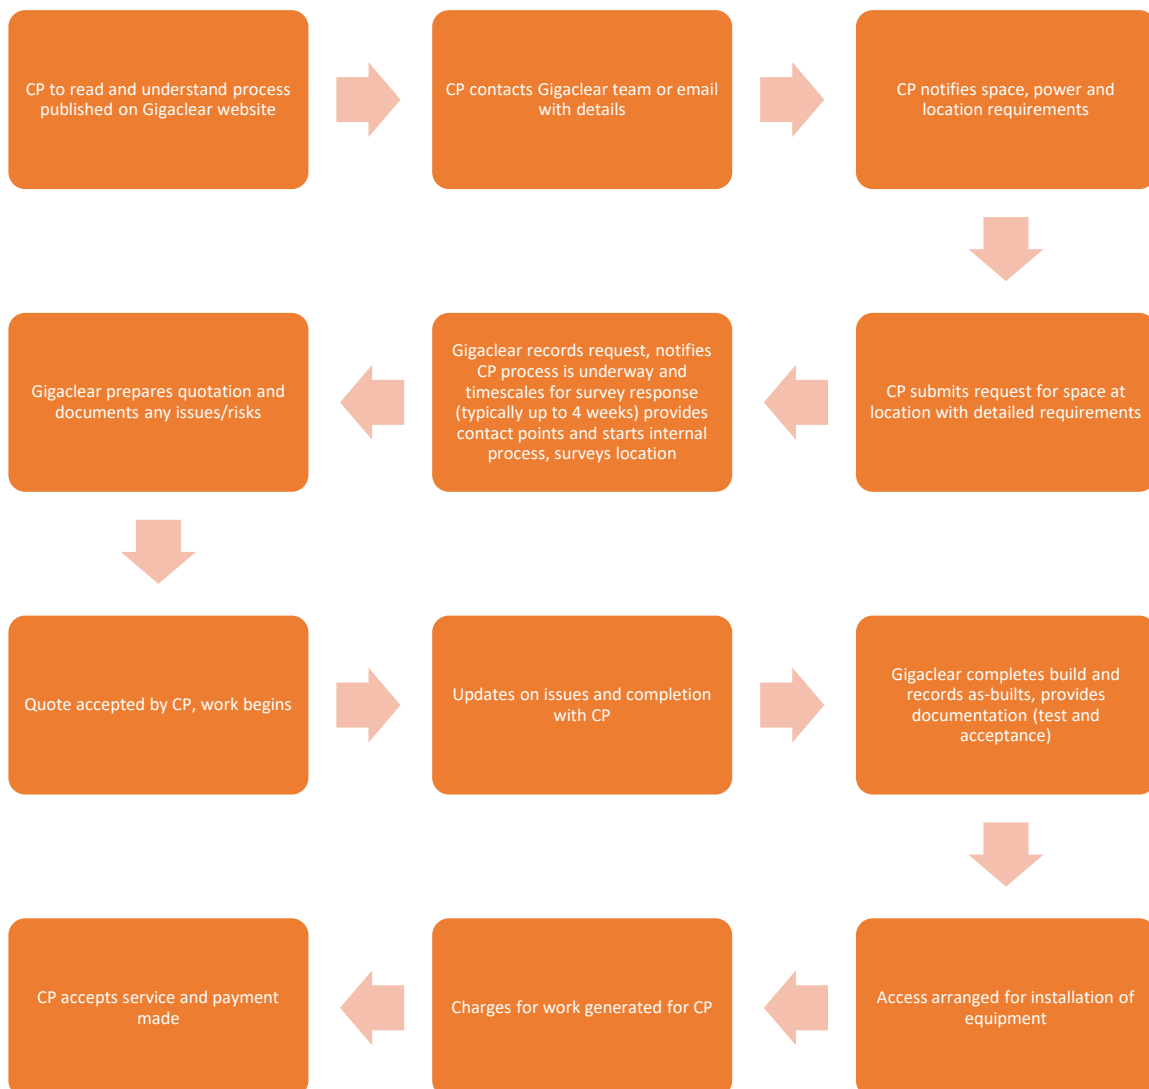 CP to read and understand process
published on Gigaclear website
CP contacts Gigaclear team or email
with details
CP notifies space, power and
location requirements
CP submits request for space at
location with detailed requirements
Gigaclear records request, notifies
CP process is underway and
timescales for survey response
(typically up to 4 weeks) provides
contact points and starts internal
process, surveys location
Gigaclear prepares quotation and
documents any issues/risks
Quote accepted by CP, work begins
Updates on issues and completion
with CP
Gigaclear completes build and
records as-builts, provides
documentation (test and
acceptance)
Access arranged for installation of
equipment
Charges for work generated for CP
CP accepts service and payment
made